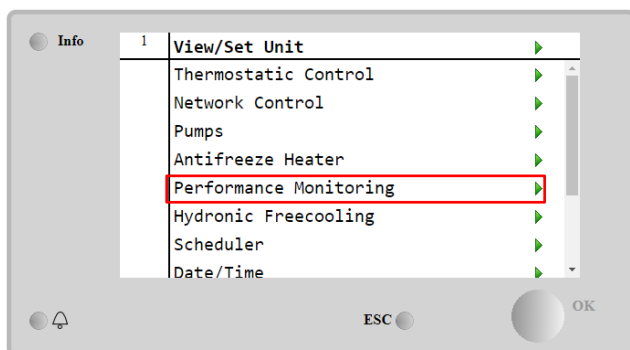 Info
1 View/Set Unit
Thermostatic Control
Network Control
Pumps
Antifreeze Heater
Performance Monitoring
Hydronic Freecooling
Scheduler
Date/Time
ESC OK